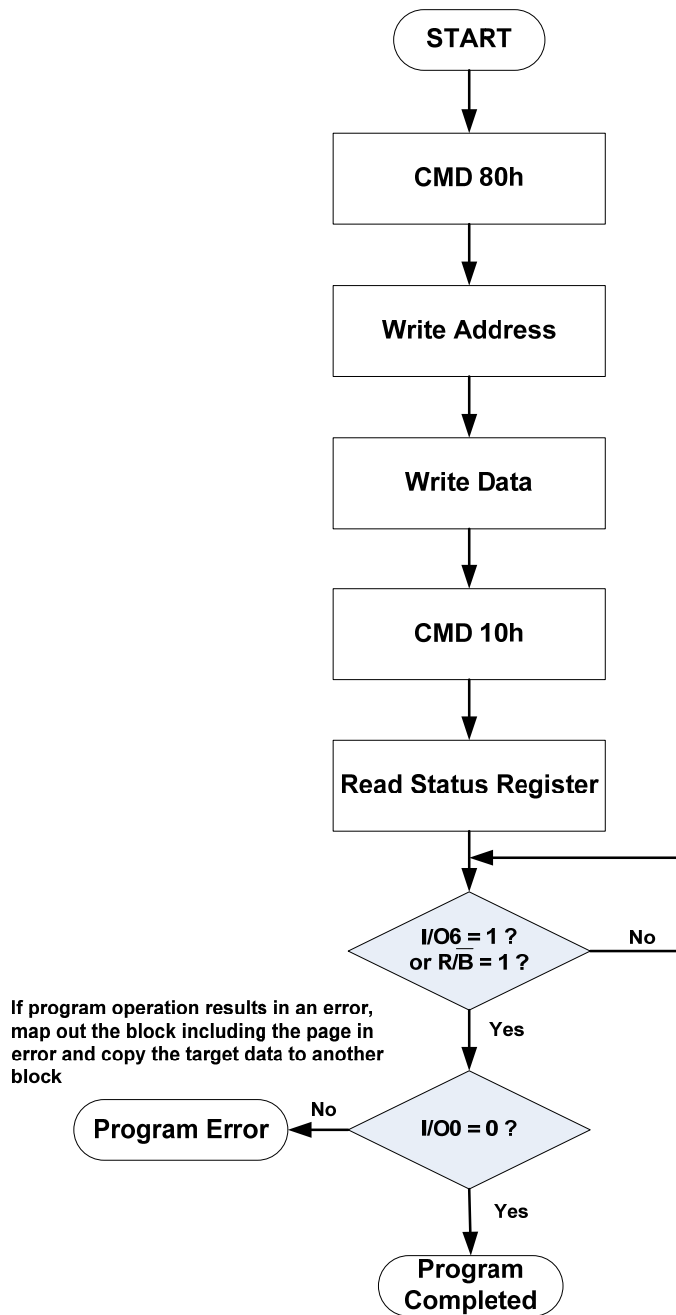 START
CMD 80h
Write Address
Write Data
CMD 10h
Read Status Register
I/O6 = 1 ?
or R/B̅ = 1 ?
No
Yes
If program operation results in an error,
map out the block including the page in
error and copy the target data to another
block
I/O0 = 0 ?
No
Program Error
Yes
Program
Completed